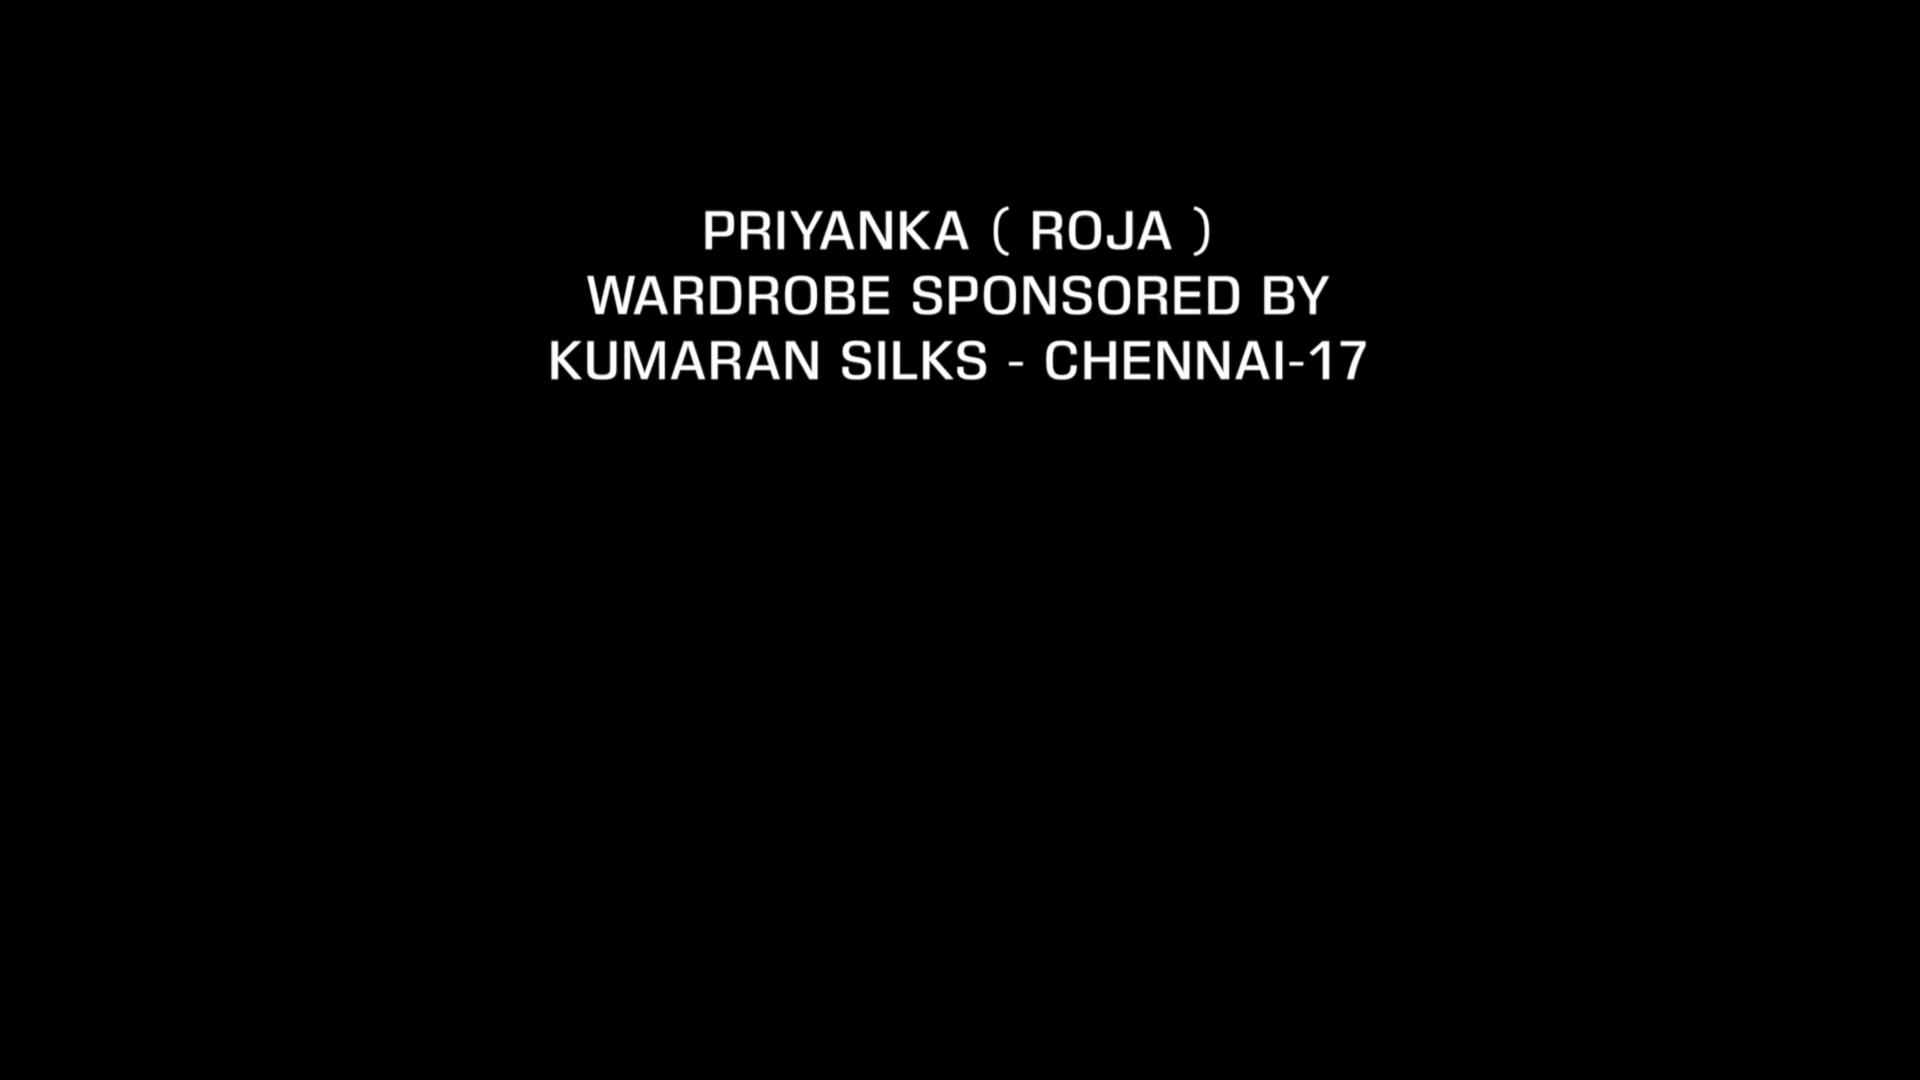 PRIYANKA ( ROJA )
WARDROBE SPONSORED BY
KUMARAN SILKS - CHENNAI-17